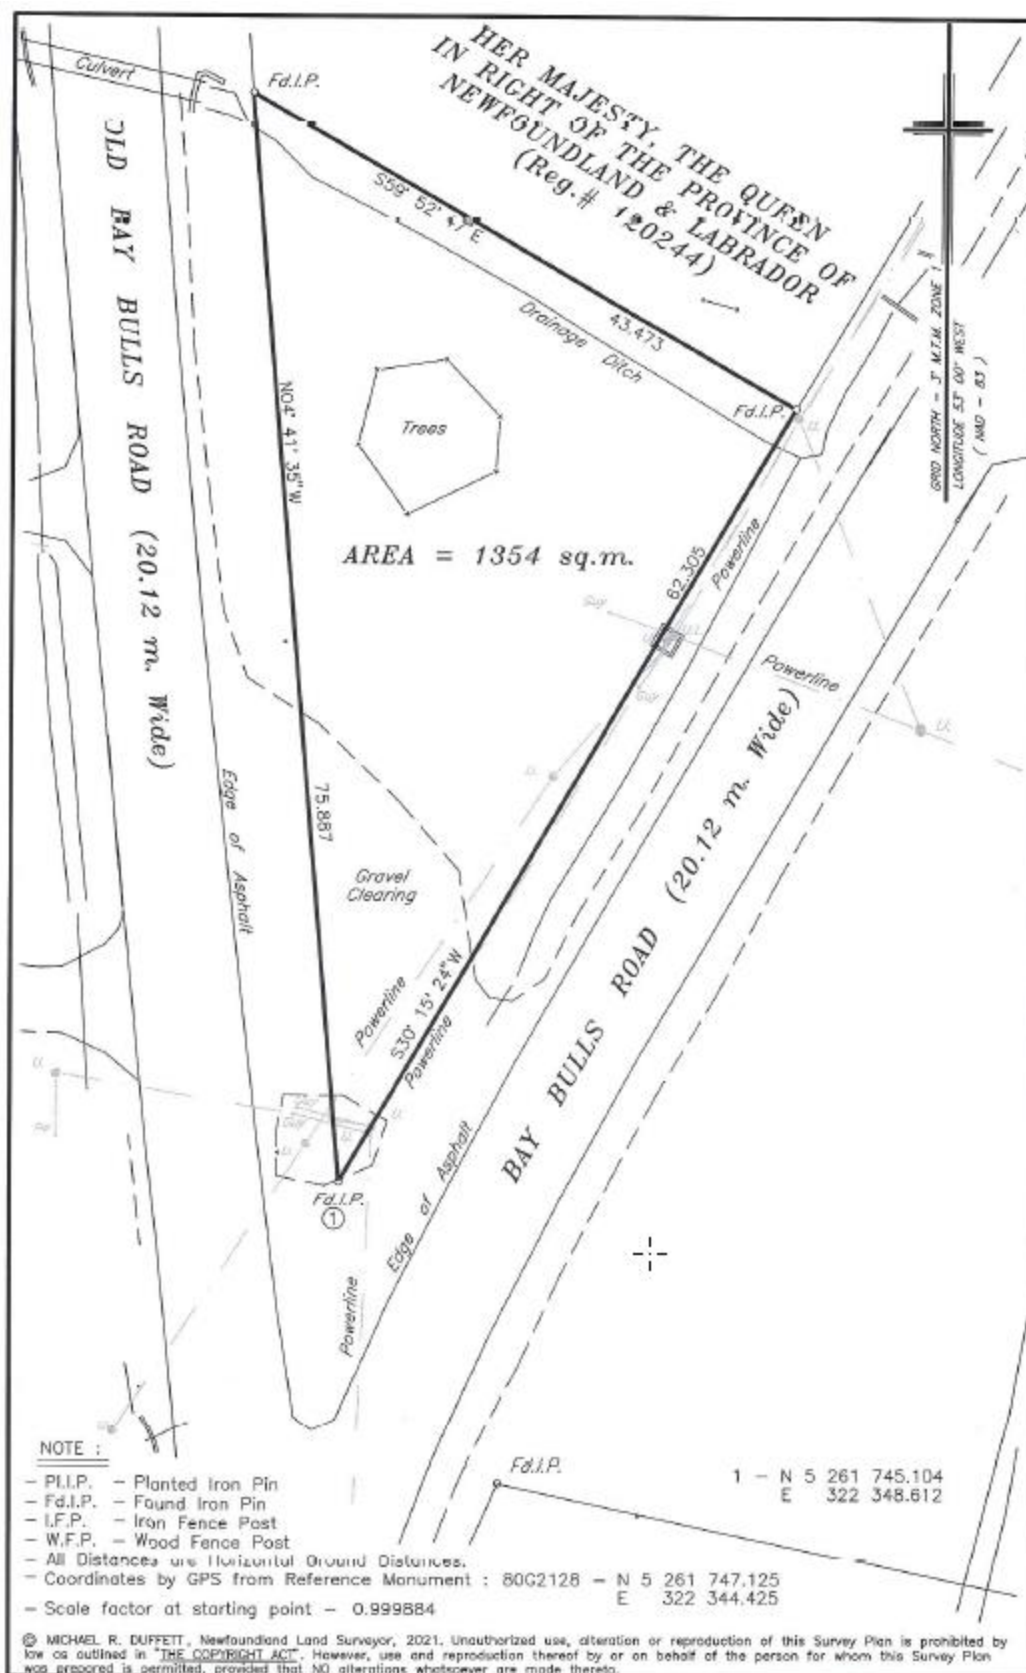 Culvert
Fd.I.P.
HER MAJESTY, THE QUEEN
IN RIGHT OF THE PROVINCE OF
NEWFOUNDLAND & LABRADOR
(Reg.# 120244)
OLD BAY BULLS ROAD (20.12 m. Wide)
43.473
Drainage Ditch
Fd.I.P.
GRID NORTH - 3° M.T.M. ZONE 1
LONGITUDE 53° 00' WEST
( NAD - 83 )
N04° 41' 35"W
Trees
AREA = 1354 sq.m.
62.305
Powerline
Guy
Powerline
Guy
75.887
Edge of Asphalt
Gravel
Clearing
BAY BULLS ROAD (20.12 m. Wide)
S30° 15' 24"W
Powerline
Powerline
Guy
Fd.I.P.
1
Edge of Asphalt
Powerline
NOTE :
- Pl.I.P. - Planted Iron Pin
- Fd.I.P. - Found Iron Pin
- I.F.P. - Iron Fence Post
- W.F.P. - Wood Fence Post
- All Distances are Horizontal Ground Distances.
- Coordinates by GPS from Reference Monument : 80G2128 - N 5 261 747.125
E 322 344.425
- Scale factor at starting point - 0.999884
Fd.I.P.
1 - N 5 261 745.104
E 322 348.612
© MICHAEL R. DUFFETT, Newfoundland Land Surveyor, 2021. Unauthorized use, alteration or reproduction of this Survey Plan is prohibited by
law as outlined in "THE COPYRIGHT ACT". However, use and reproduction thereof by or on behalf of the person for whom this Survey Plan
was prepared is permitted, provided that NO alterations whatsoever are made thereto.